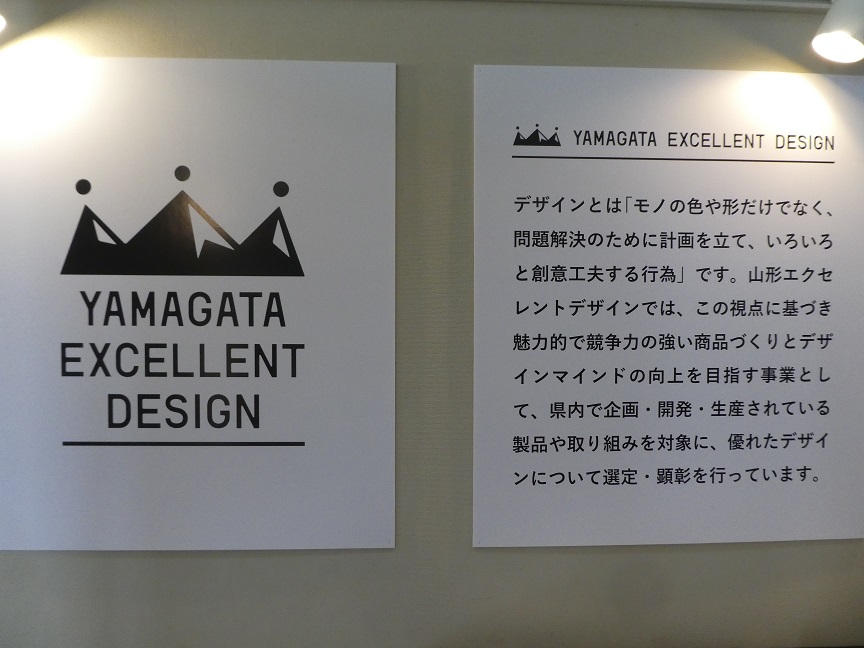 YAMAGATA
EXCELLENT
DESIGN
YAMAGATA EXCELLENT DESIGN
デザインとは「モノの色や形だけでなく、
問題解決のために計画を立て、いろいろ
と創意工夫する行為」です。山形エクセ
レントデザインでは、この視点に基づき
魅力的で競争力の強い商品づくりとデザ
インマインドの向上を目指す事業とし
て、県内で企画・開発・生産されている
製品や取り組みを対象に、優れたデザイ
ンについて選定・顕彰を行っています。